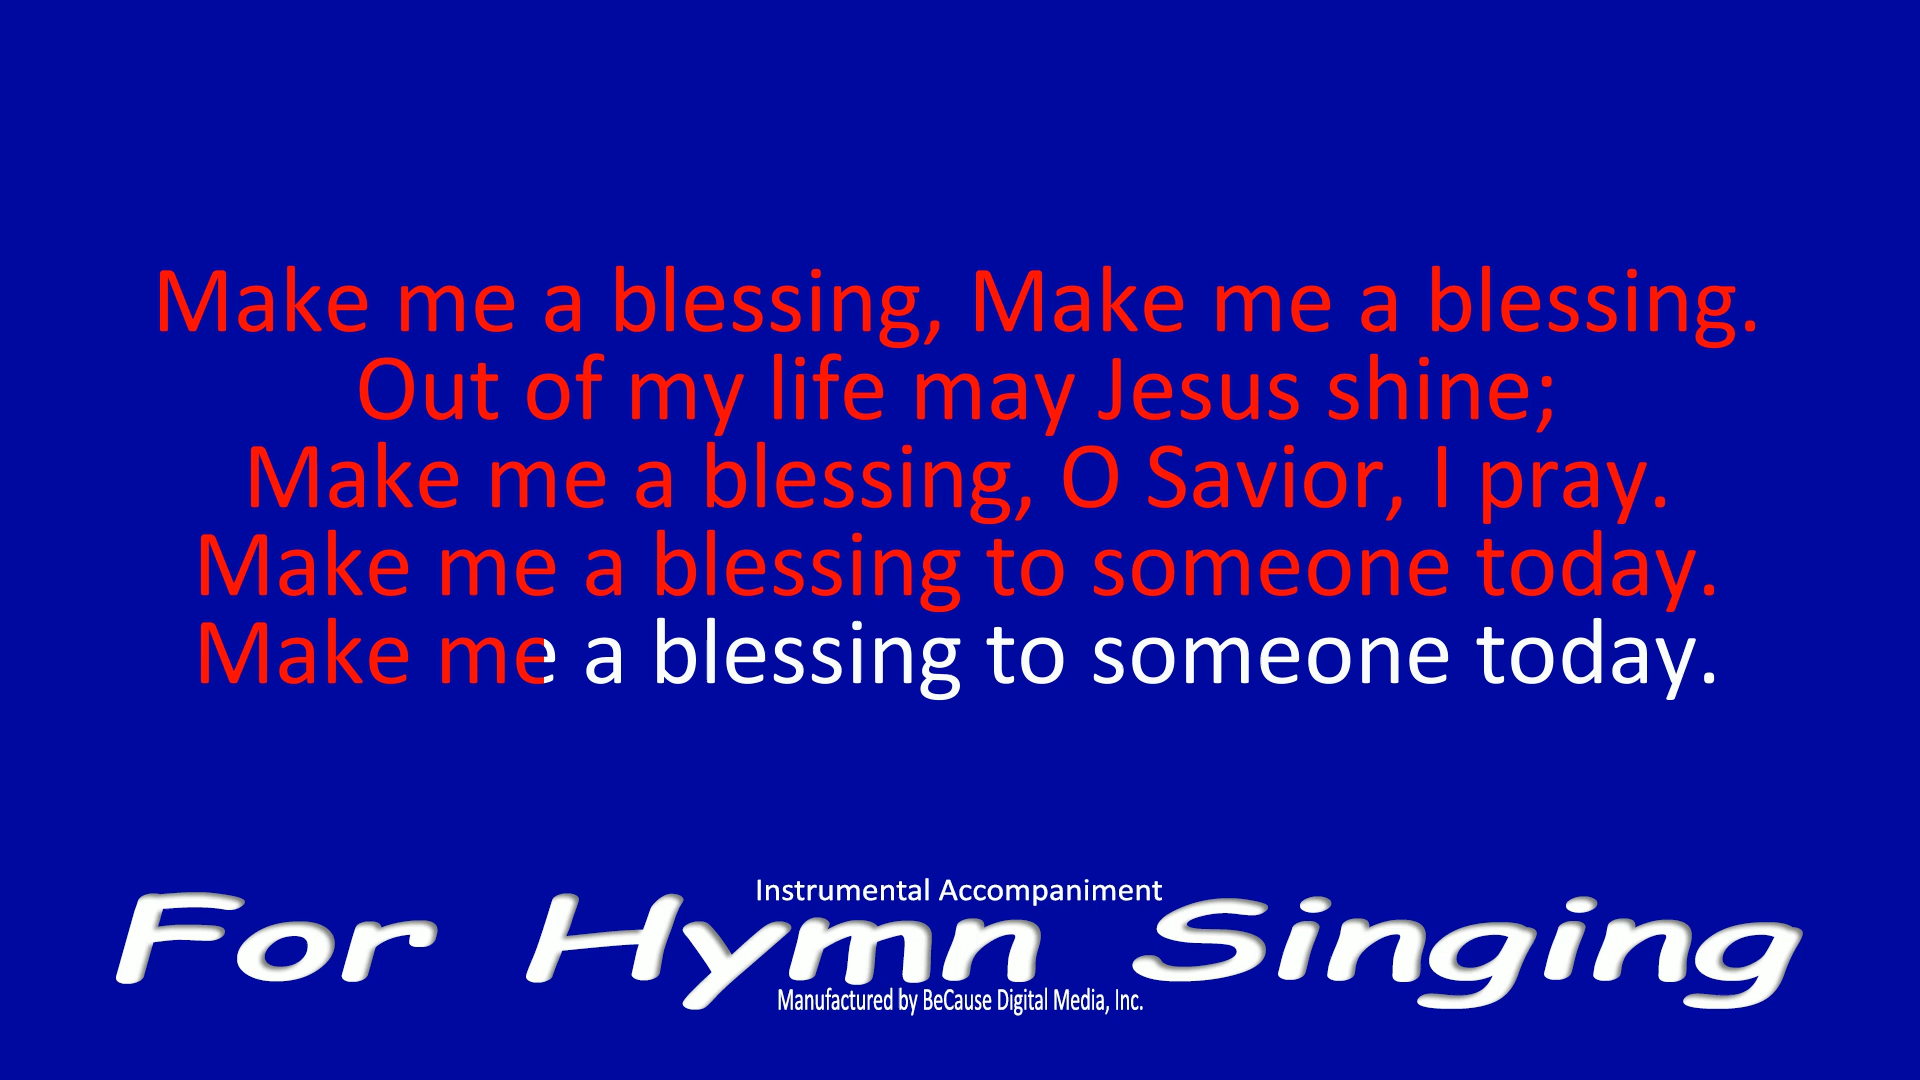 Make me a blessing, Make me a blessing.
Out of my life may Jesus shine;
Make me a blessing, O Savior, I pray.
Make me a blessing to someone today.
Make me a blessing to someone today.
Instrumental Accompaniment
For Hymn Singing
Manufactured by BeCause Digital Media, Inc.